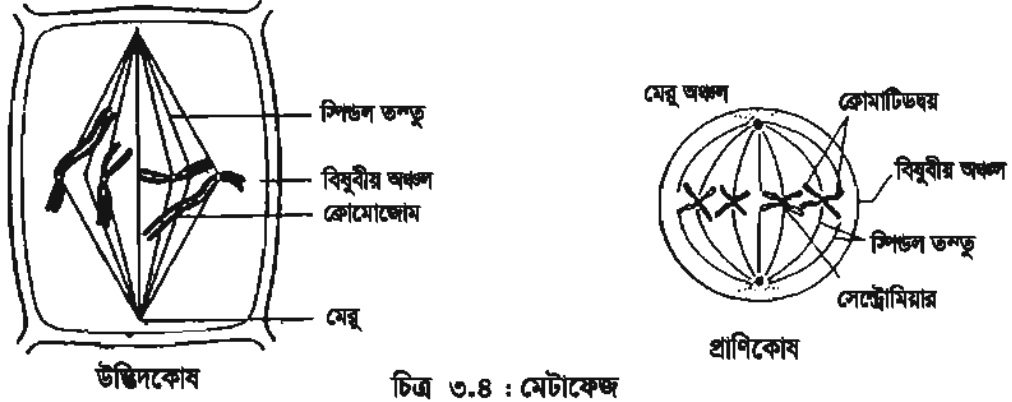 স্পিন্ডল তন্তু
বিষুবীয় অঞ্চল
ক্রোমোজোম
মেরু
উদ্ভিদকোষ
মেরু অঞ্চল
ক্রোমাটিডদ্বয়
বিষুবীয় অঞ্চল
স্পিন্ডল তন্তু
সেন্ট্রোমিয়ার
প্রাণিকোষ
চিত্র ৩.৪ : মেটাফেজ